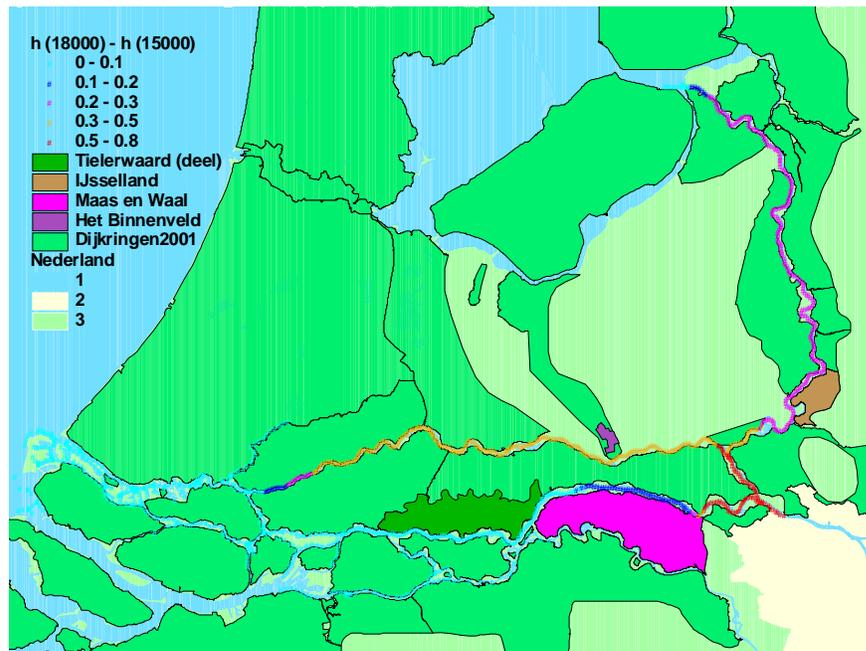 h (18000) - h (15000)
0 - 0.1
0.1 - 0.2
0.2 - 0.3
0.3 - 0.5
0.5 - 0.8
Tielerwaard (deel)
IJsselland
Maas en Waal
Het Binnenveld
Dijkringen2001
Nederland
1
2
3